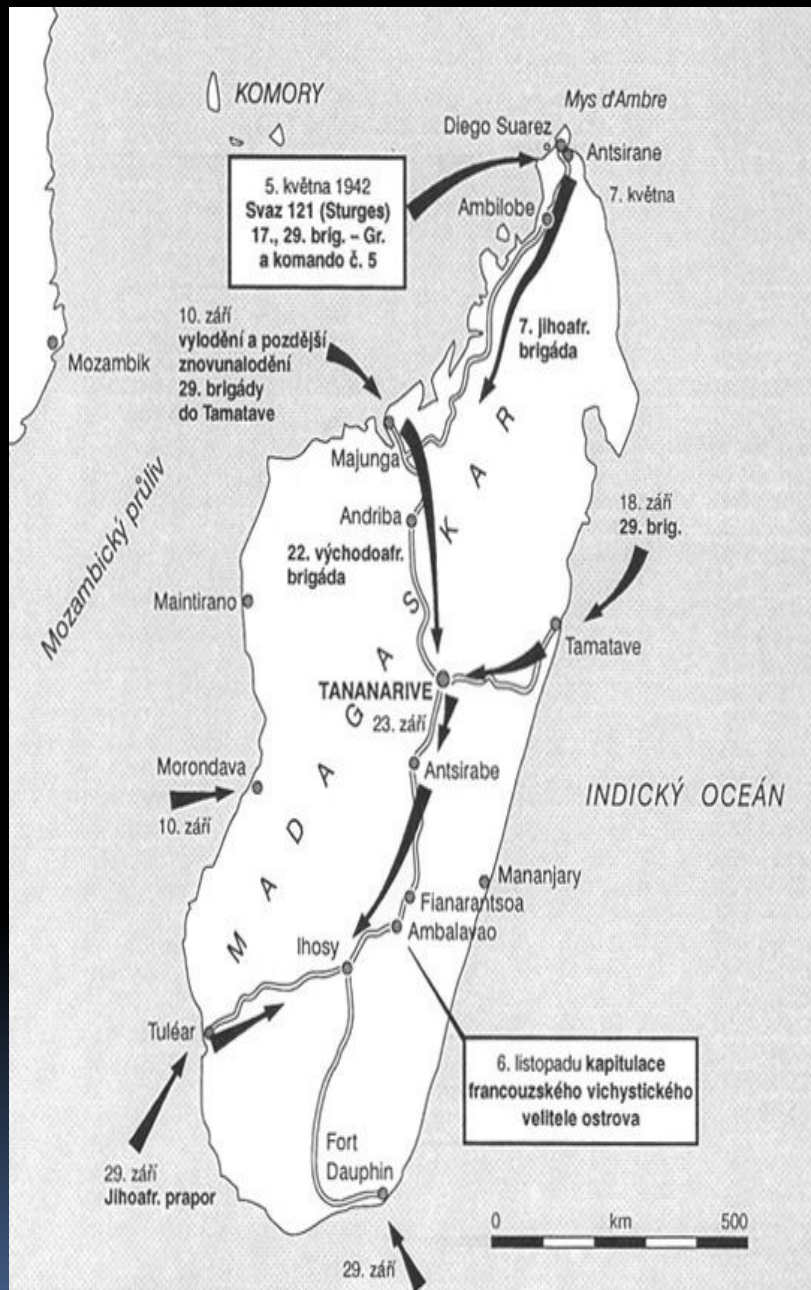 KOMORY
Mys d'Ambre
Diego Suarez
Antsirane
5. května 1942
Svaz 121 (Sturges)
17., 29. brig. – Gr.
a komando č. 5
7. května
Ambilobe
10. září
vylodění a pozdější
znovunalodění
29. brigády
do Tamatave
7. jihoafr.
brigáda
Mozambik
Majunga
Andriba
18. září
29. brig.
22. východoafr.
brigáda
Mozambický průliv
Maintirano
Tamatave
TANANARIVE
23. září
MADAGASKAR
Morondava
10. září
Antsirabe
INDICKÝ OCEÁN
Mananjary
Fianarantsoa
Ambalavao
Ihosy
Tuléar
6. listopadu kapitulace
francouzského vichystického
velitele ostrova
29. září
Jihoafr. prapor
Fort
Dauphin
0 km 500
29. září